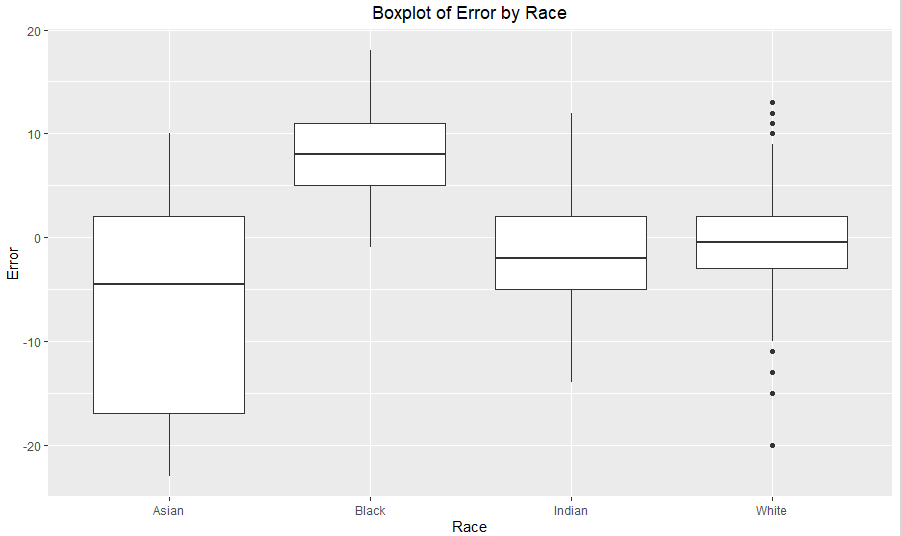 Boxplot of Error by Race
20
10
0
-10
-20
Error
Asian Black Indian White
Race